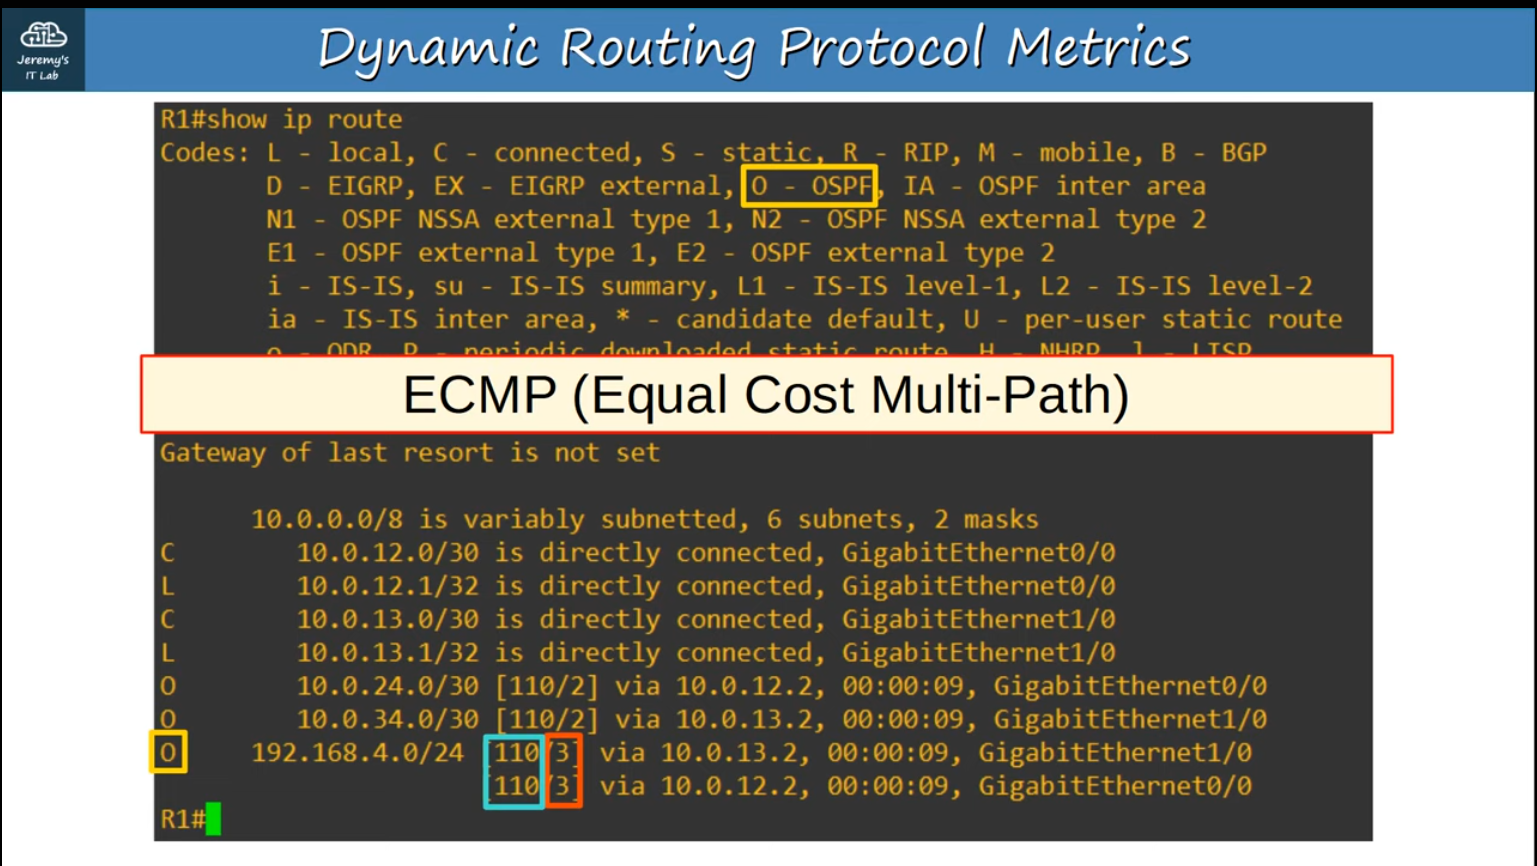 Jeremy's
IT Lab
Dynamic Routing Protocol Metrics
R1#show ip route
Codes: L - local, C - connected, S - static, R - RIP, M - mobile, B - BGP
D - EIGRP, EX - EIGRP external, O - OSPF, IA - OSPF inter area
N1 - OSPF NSSA external type 1, N2 - OSPF NSSA external type 2
E1 - OSPF external type 1, E2 - OSPF external type 2
i - IS-IS, su - IS-IS summary, L1 - IS-IS level-1, L2 - IS-IS level-2
ia - IS-IS inter area, * - candidate default, U - per-user static route
o - ODR, P - periodic downloaded static route, H - NHRP, l - LISP
ECMP (Equal Cost Multi-Path)
Gateway of last resort is not set
10.0.0.0/8 is variably subnetted, 6 subnets, 2 masks
C 10.0.12.0/30 is directly connected, GigabitEthernet0/0
L 10.0.12.1/32 is directly connected, GigabitEthernet0/0
C 10.0.13.0/30 is directly connected, GigabitEthernet1/0
L 10.0.13.1/32 is directly connected, GigabitEthernet1/0
O 10.0.24.0/30 [110/2] via 10.0.12.2, 00:00:09, GigabitEthernet0/0
O 10.0.34.0/30 [110/2] via 10.0.13.2, 00:00:09, GigabitEthernet1/0
O 192.168.4.0/24 [110/3] via 10.0.13.2, 00:00:09, GigabitEthernet1/0
[110/3] via 10.0.12.2, 00:00:09, GigabitEthernet0/0
R1#